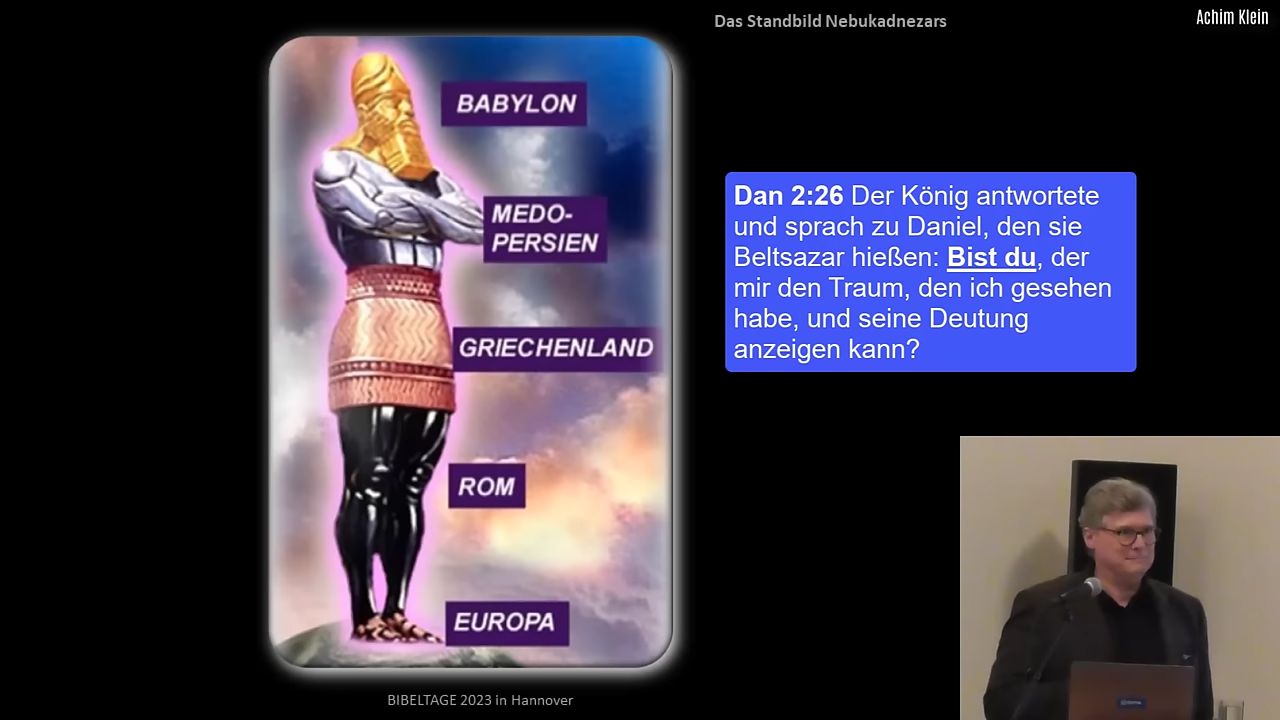 Das Standbild Nebukadnezars
Achim Klein
BABYLON
MEDO-
PERSIEN
GRIECHENLAND
ROM
EUROPA
Dan 2:26 Der König antwortete
und sprach zu Daniel, den sie
Beltsazar hießen: Bist du, der
mir den Traum, den ich gesehen
habe, und seine Deutung
anzeigen kann?
BIBELTAGE 2023 in Hannover